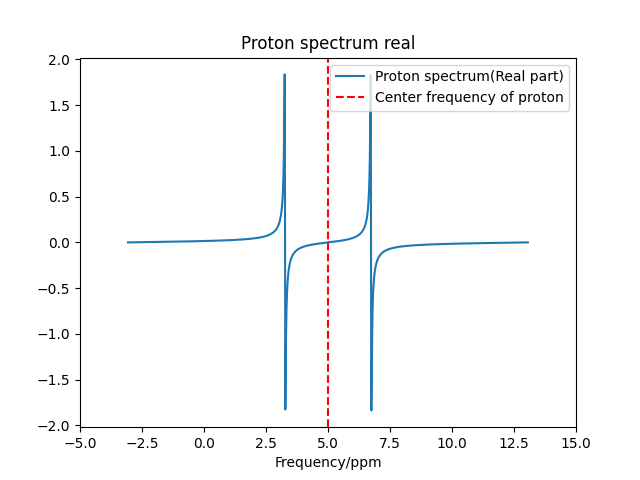 Proton spectrum real
Proton spectrum(Real part)
Center frequency of proton
2.0
1.5
1.0
0.5
0.0
−0.5
−1.0
−1.5
−2.0
−5.0 −2.5 0.0 2.5 5.0 7.5 10.0 12.5 15.0
Frequency/ppm